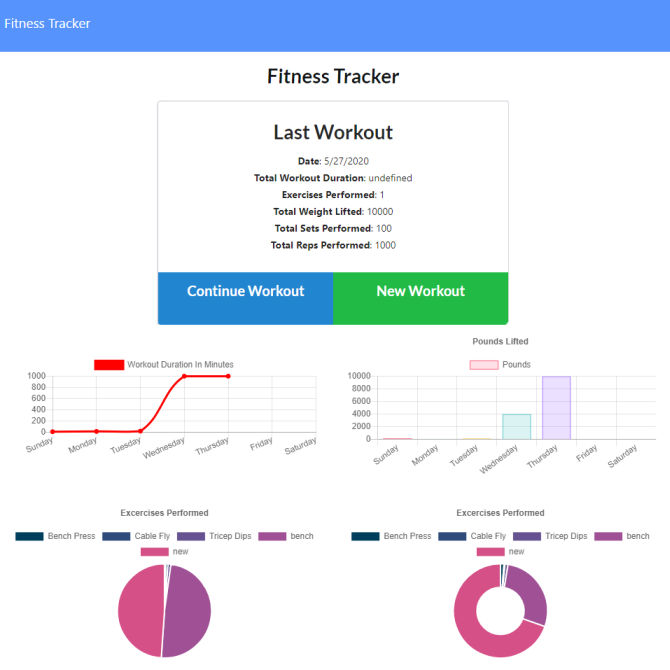 Fitness Tracker
Fitness Tracker
Last Workout
Date: 5/27/2020
Total Workout Duration: undefined
Exercises Performed: 1
Total Weight Lifted: 10000
Total Sets Performed: 100
Total Reps Performed: 1000
Continue Workout New Workout
Workout Duration In Minutes
1000
800
600
400
200
0
Sunday Monday Tuesday Wednesday Thursday Friday Saturday
Pounds Lifted
Pounds
10000
8000
6000
4000
2000
0
Sunday Monday Tuesday Wednesday Thursday Friday Saturday
Excercises Performed
Bench Press Cable Fly Tricep Dips bench
new
Excercises Performed
Bench Press Cable Fly Tricep Dips bench
new